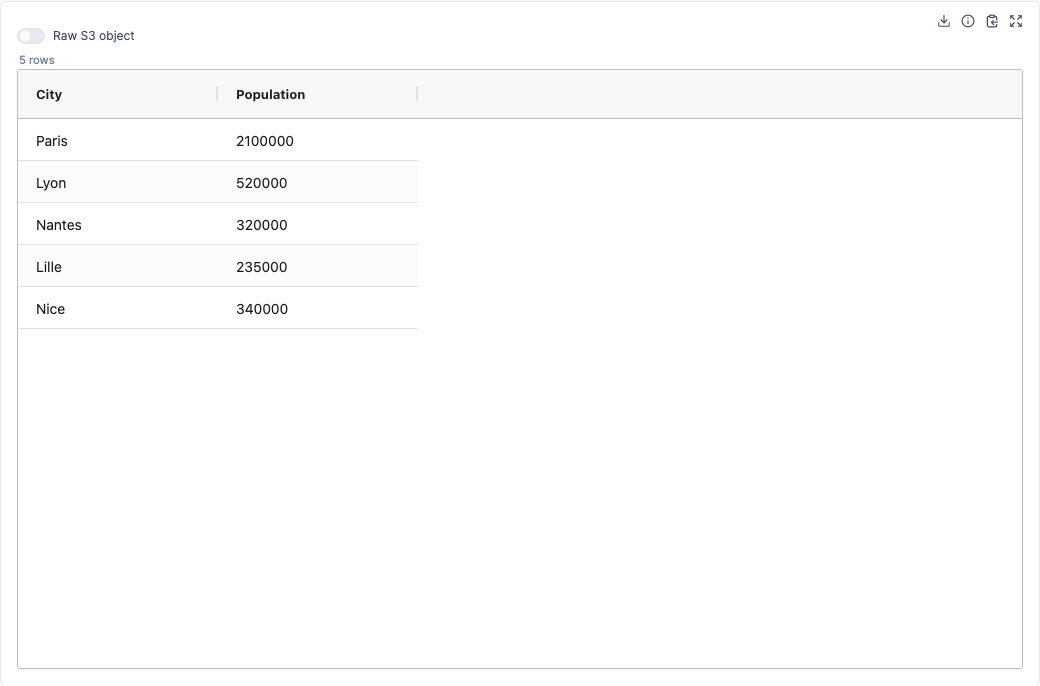 Raw S3 object
5 rows
City Population
Paris 2100000
Lyon 520000
Nantes 320000
Lille 235000
Nice 340000